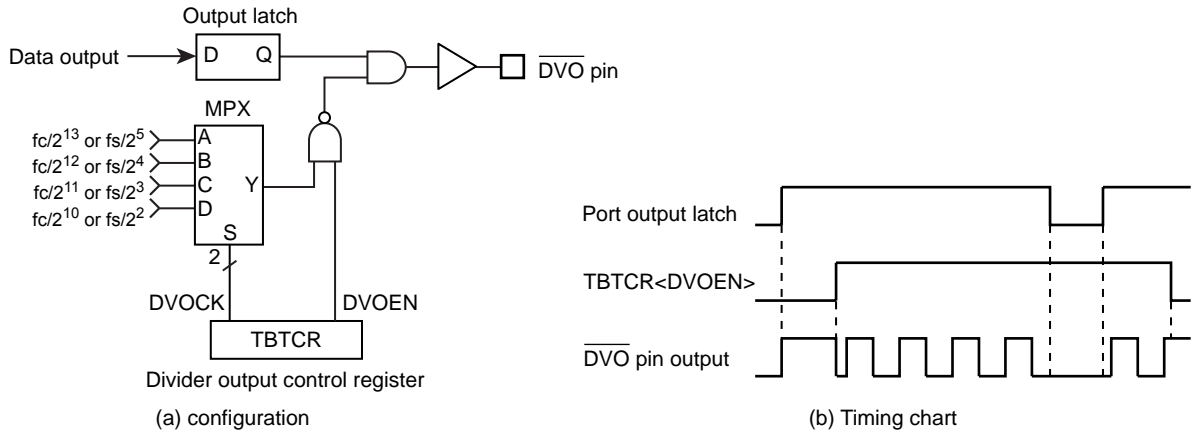 Output latch
Data output
D Q
DVO pin
MPX
fc/2^13 or fs/2^5
A
fc/2^12 or fs/2^4
B
fc/2^11 or fs/2^3
C
Y
fc/2^10 or fs/2^2
D
S
2
DVOCK
DVOEN
TBTCR
Divider output control register
(a) configuration
Port output latch
TBTCR<DVOEN>
DVO pin output
(b) Timing chart